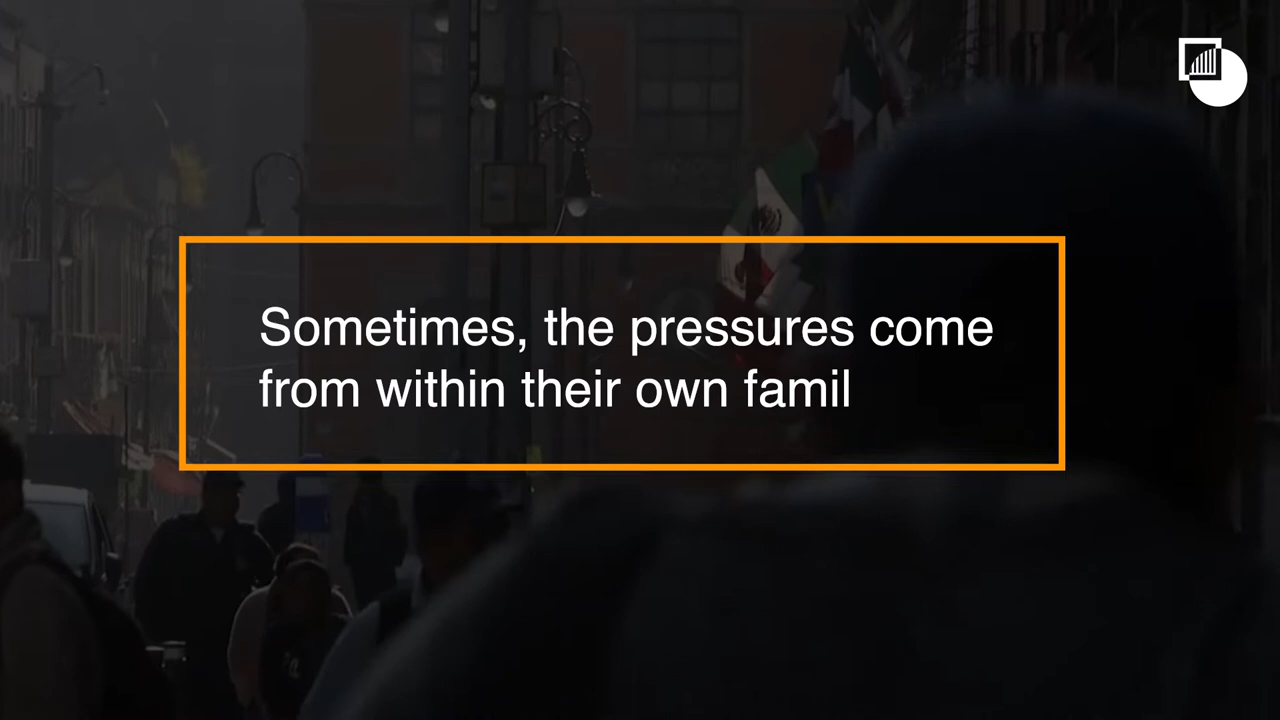 Sometimes, the pressures come
from within their own famil